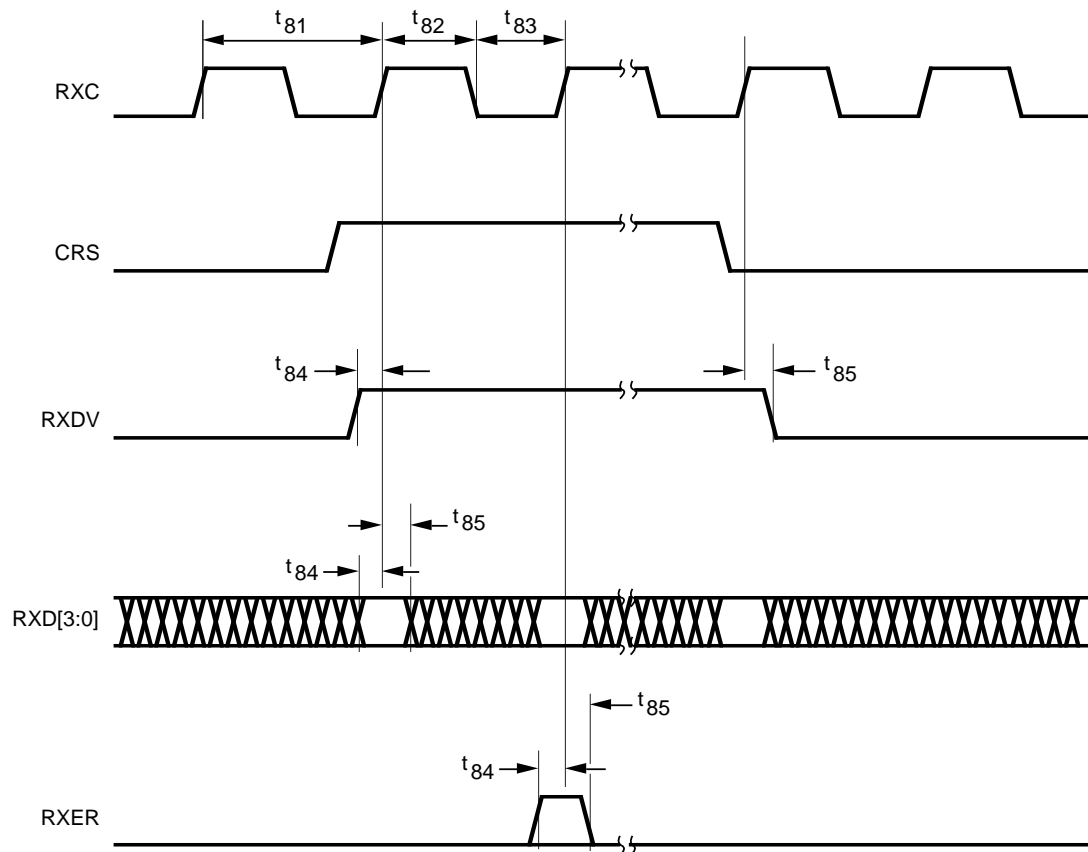 t81 t82 t83
RXC
CRS
t84 t85
RXDV
t85
t84
RXD[3:0]
t85
t84
RXER